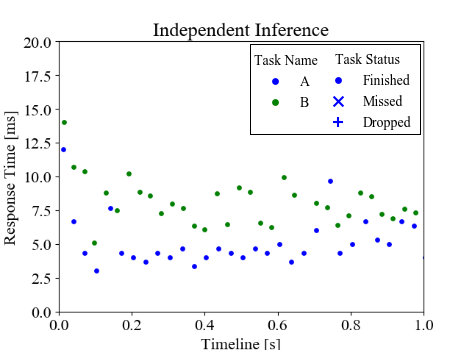 Independent Inference
20.0
17.5
15.0
12.5
10.0
7.5
5.0
2.5
0.0
Response Time [ms]
Task Name
A
B
Task Status
Finished
Missed
Dropped
0.0 0.2 0.4 0.6 0.8 1.0
Timeline [s]